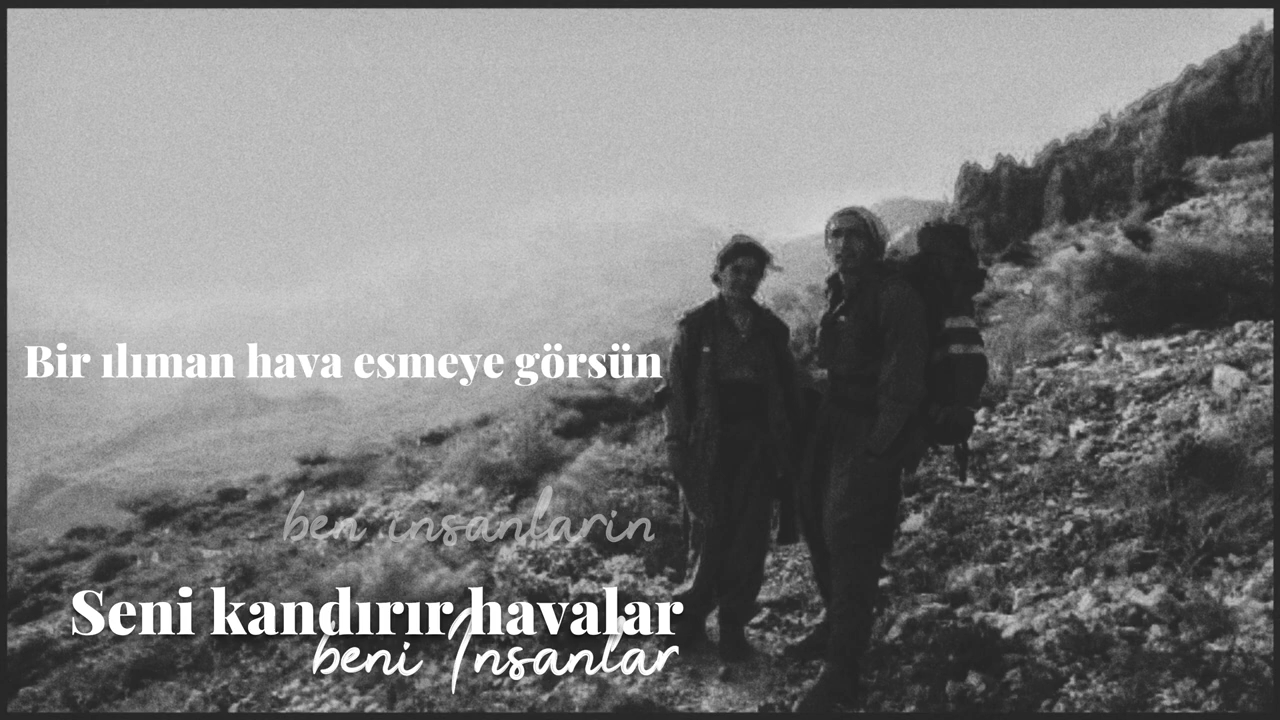 Bir ılıman hava esmeye görsün
ben insanların
Seni kandırır havalar
beni İnsanlar